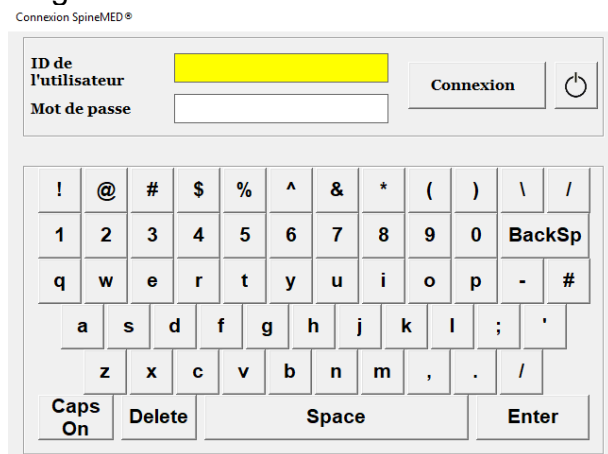 Connexion SpineMED®
ID de
l'utilisateur
Mot de passe
Connexion
! @ # $ % ^ & * ( ) \ /
1 2 3 4 5 6 7 8 9 0 BackSp
q w e r t y u i o p - #
a s d f g h j k l ; '
z x c v b n m , . /
Caps
On
Delete Space Enter